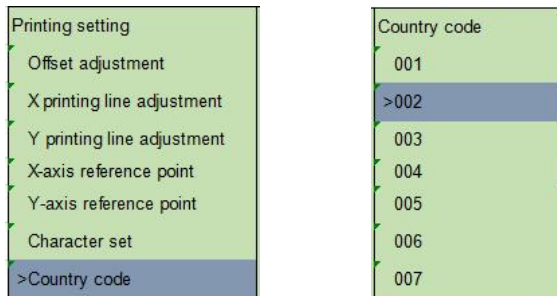 Printing setting
Offset adjustment
X printing line adjustment
Y printing line adjustment
X-axis reference point
Y-axis reference point
Character set
>Country code
Country code
001
>002
003
004
005
006
007